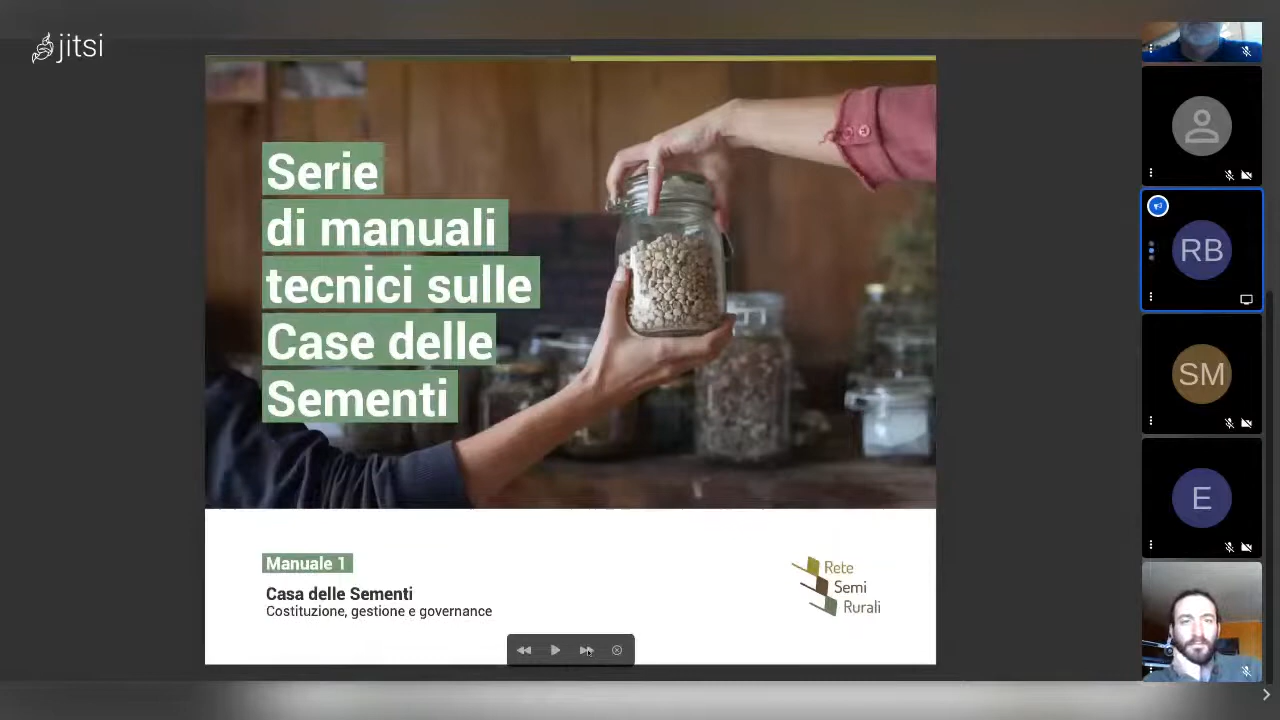 jitsi
Serie
di manuali
tecnici sulle
Case delle
Sementi
Manuale 1
Casa delle Sementi
Costituzione, gestione e governance
Rete
Semi
Rurali
RB
SM
E